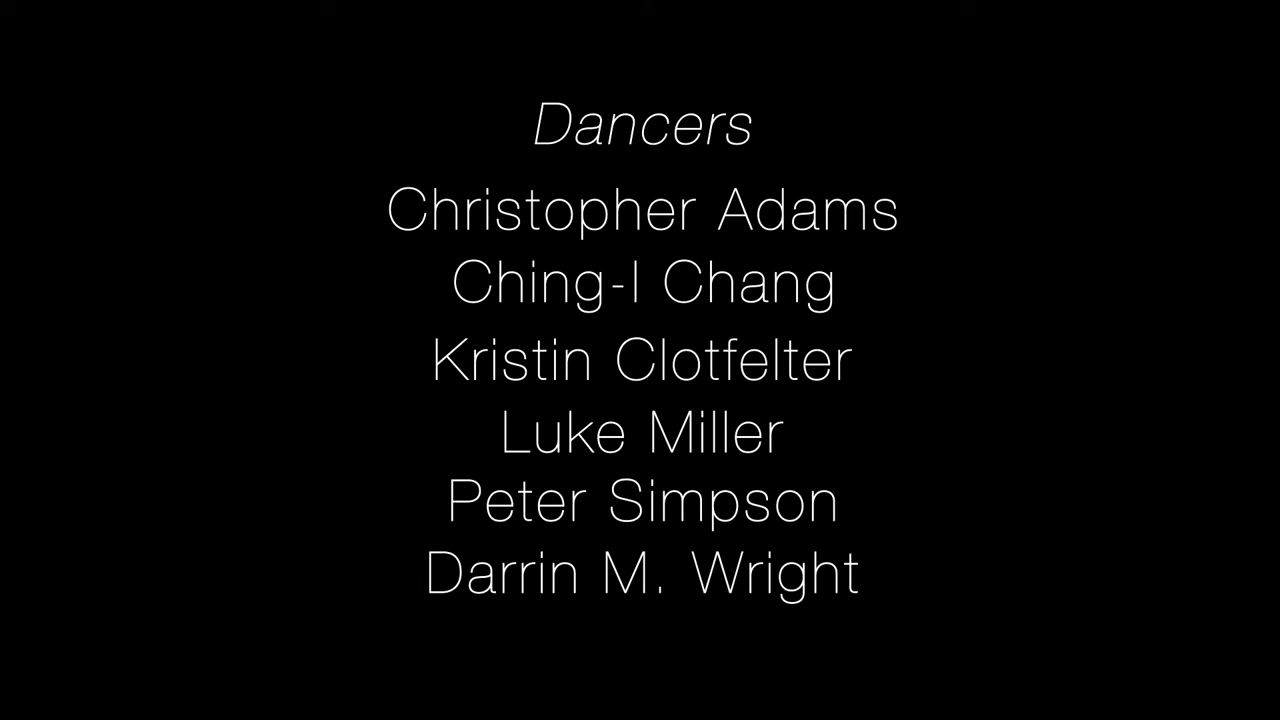 Dancers
Christopher Adams
Ching-I Chang
Kristin Clotfelter
Luke Miller
Peter Simpson
Darrin M. Wright